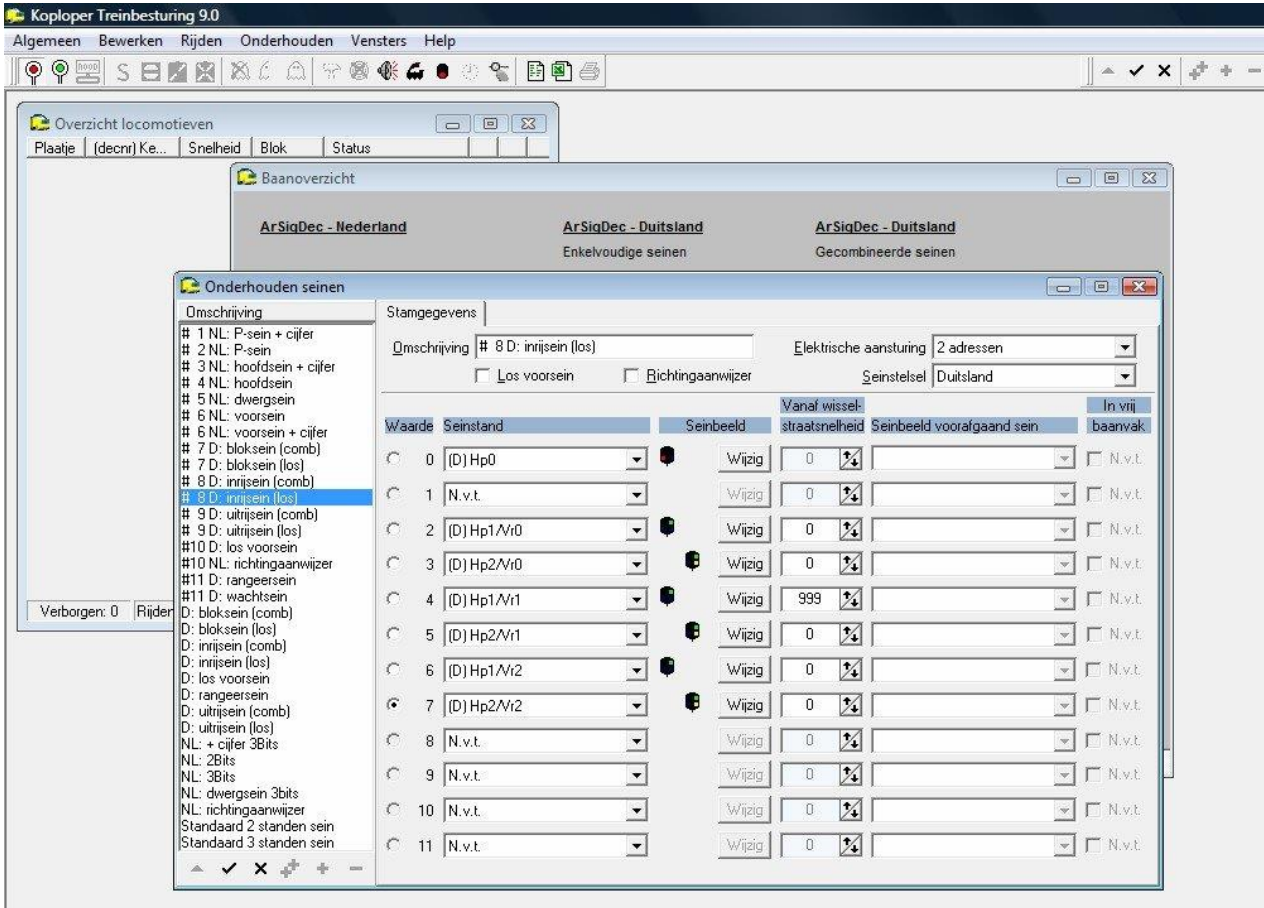 Koploper Treinbesturing 9.0
Algemeen Bewerken Rijden Onderhouden Vensters Help
Overzicht locomotieven
Plaatje (decnr) Ke... Snelheid Blok Status
Baanoverzicht
ArSigDec - Nederland ArSigDec - Duitsland ArSigDec - Duitsland
Enkelvoudige seinen Gecombineerde seinen
Verborgen: 0 Rijden
Onderhouden seinen
Omschrijving
# 1 NL: P-sein + cijfer
# 2 NL: P-sein
# 3 NL: hoofdsein + cijfer
# 4 NL: hoofdsein
# 5 NL: dwergsein
# 6 NL: voorsein
# 6 NL: voorsein + cijfer
# 7 D: bloksein (comb)
# 7 D: bloksein (los)
# 8 D: inrijsein (comb)
# 8 D: inrijsein (los)
# 9 D: uitrijsein (comb)
# 9 D: uitrijsein (los)
#10 D: los voorsein
#10 NL: richtingaanwijzer
#11 D: rangeersein
#11 D: wachtsein
D: bloksein (comb)
D: bloksein (los)
D: inrijsein (comb)
D: inrijsein (los)
D: los voorsein
D: rangeersein
D: uitrijsein (comb)
D: uitrijsein (los)
NL: + cijfer 3Bits
NL: 2Bits
NL: 3Bits
NL: dwergsein 3bits
NL: richtingaanwijzer
Standaard 2 standen sein
Standaard 3 standen sein
Stamgegevens
Omschrijving # 8 D: inrijsein (los) Elektrische aansturing 2 adressen
Los voorsein Richtingaanwijzer Seinstelsel Duitsland
Vanaf wissel- In vrij
Waarde Seinstand Seinbeeld straatsnelheid Seinbeeld voorafgaand sein baanvak
0 (D) Hp0 Wijzig 0 N.v.t.
1 N.v.t. Wijzig 0 N.v.t.
2 (D) Hp1/Vr0 Wijzig 0 N.v.t.
3 (D) Hp2/Vr0 Wijzig 0 N.v.t.
4 (D) Hp1/Vr1 Wijzig 999 N.v.t.
5 (D) Hp2/Vr1 Wijzig 0 N.v.t.
6 (D) Hp1/Vr2 Wijzig 0 N.v.t.
7 (D) Hp2/Vr2 Wijzig 0 N.v.t.
8 N.v.t. Wijzig 0 N.v.t.
9 N.v.t. Wijzig 0 N.v.t.
10 N.v.t. Wijzig 0 N.v.t.
11 N.v.t. Wijzig 0 N.v.t.